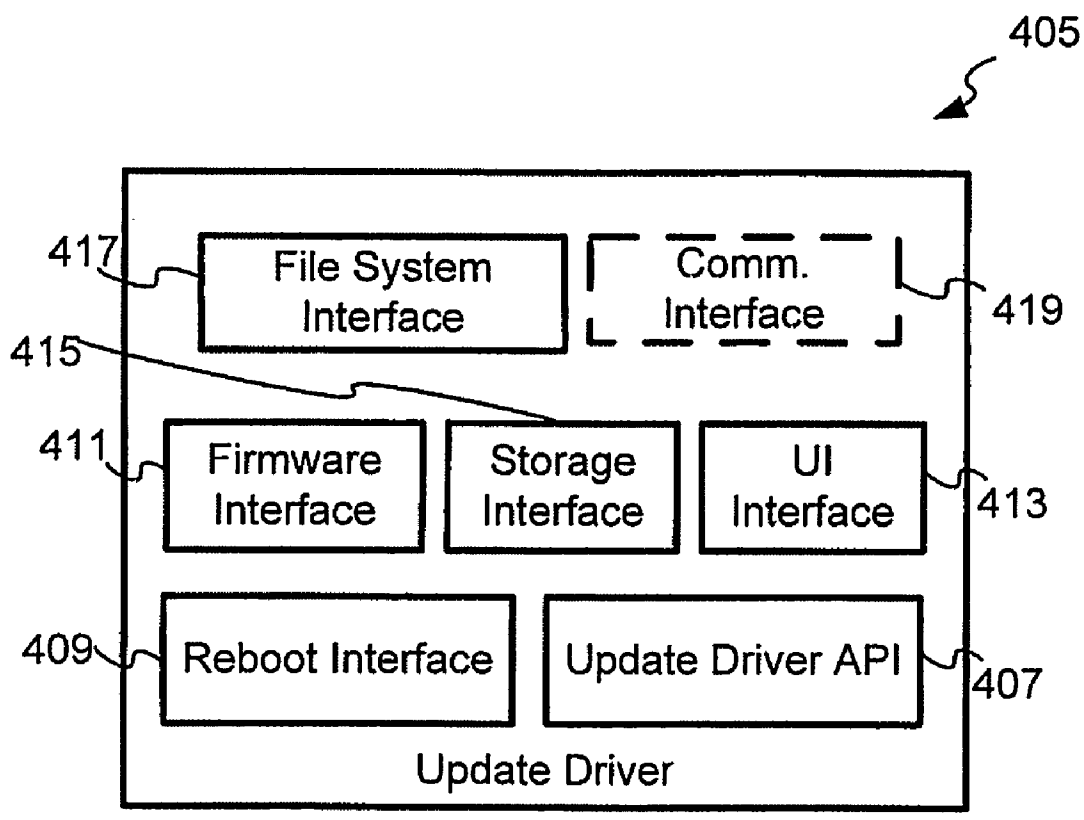 405
417
File System
Interface
Comm.
Interface
419
415
411
Firmware
Interface
Storage
Interface
UI
Interface
413
409
Reboot Interface
Update Driver API
407
Update Driver